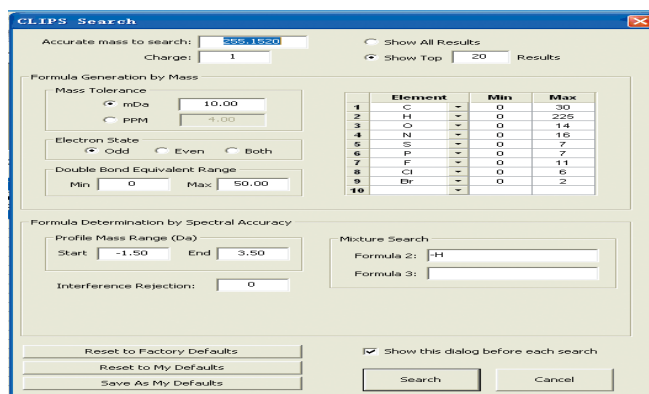 CLIPS Search
Accurate mass to search: 255.1520
Charge: 1
Show All Results
Show Top 20 Results
Formula Generation by Mass
Mass Tolerance
mDa 10.00
PPM 4.00
Electron State
Odd Even Both
Double Bond Equivalent Range
Min 0 Max 50.00
Element Min Max
1 C 0 30
2 H 0 225
3 O 0 14
4 N 0 16
5 S 0 7
6 P 0 7
7 F 0 11
8 Cl 0 6
9 Br 0 2
10
Formula Determination by Spectral Accuracy
Profile Mass Range (Da)
Start -1.50 End 3.50
Interference Rejection: 0
Mixture Search
Formula 2: -H
Formula 3:
Reset to Factory Defaults
Reset to My Defaults
Save As My Defaults
Show this dialog before each search
Search Cancel